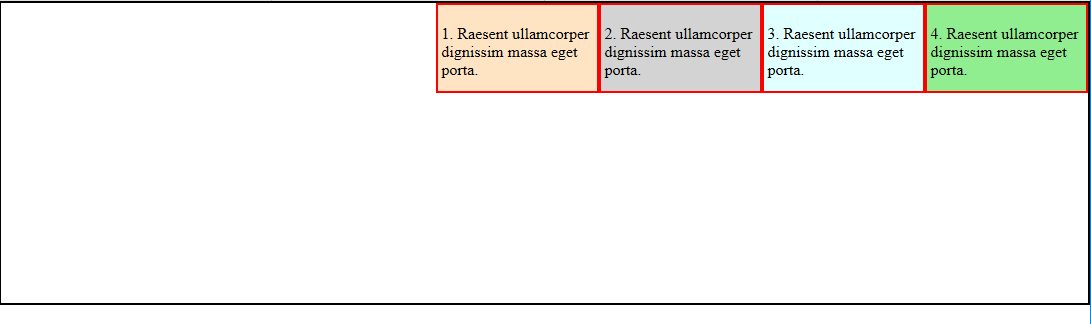 1. Raesent ullamcorper
dignissim massa eget
porta.
2. Raesent ullamcorper
dignissim massa eget
porta.
3. Raesent ullamcorper
dignissim massa eget
porta.
4. Raesent ullamcorper
dignissim massa eget
porta.